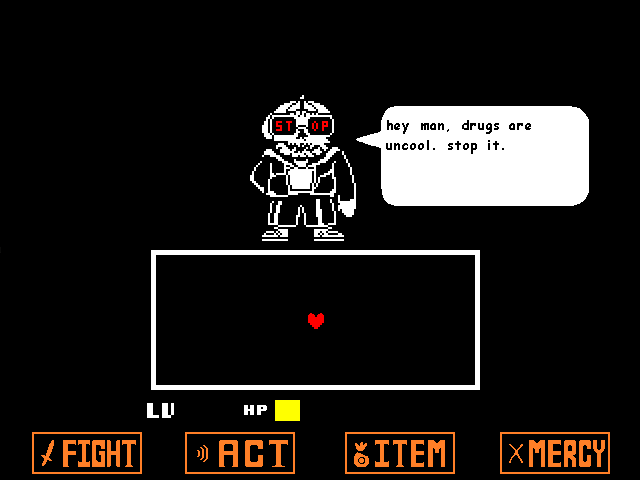 ST OP
hey man, drugs are
uncool. stop it.
LV HP
FIGHT ACT ITEM MERCY